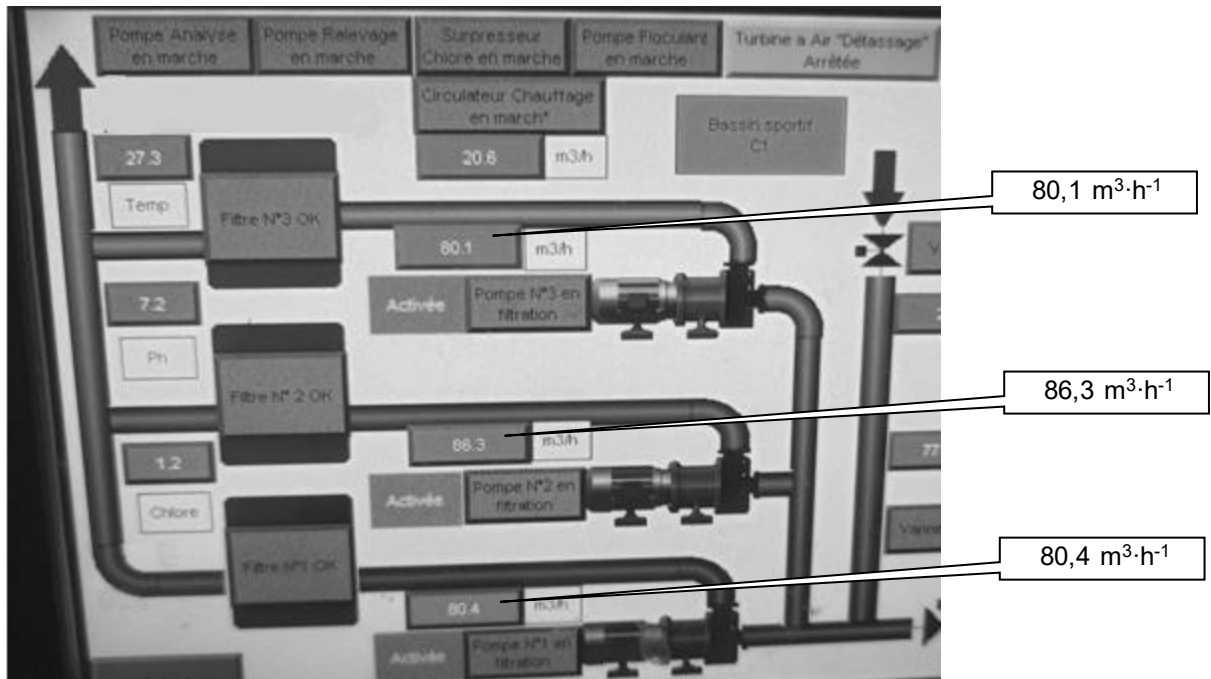 Pompe Analyse
en marche
Pompe Relevage
en marche
Surpresseur
Chlore en marche
Pompe Floculant
en marche
Turbine a Air "Détassage"
Arrêtée
Circulateur Chauffage
en march*
20.6
m3/h
Bassin sportif
C1
27.3
Temp
Filtre N°3 OK
80.1
m3/h
80,1 m³·h⁻¹
Activée
Pompe N°3 en
filtration
7.2
Ph
Filtre N° 2 OK
86.3
m3/h
86,3 m³·h⁻¹
77
Activée
Pompe N°2 en
filtration
1.2
Chlore
Vanne
Filtre N°1 OK
80.4
m3/h
80,4 m³·h⁻¹
Activée
Pompe N°1 en
filtration